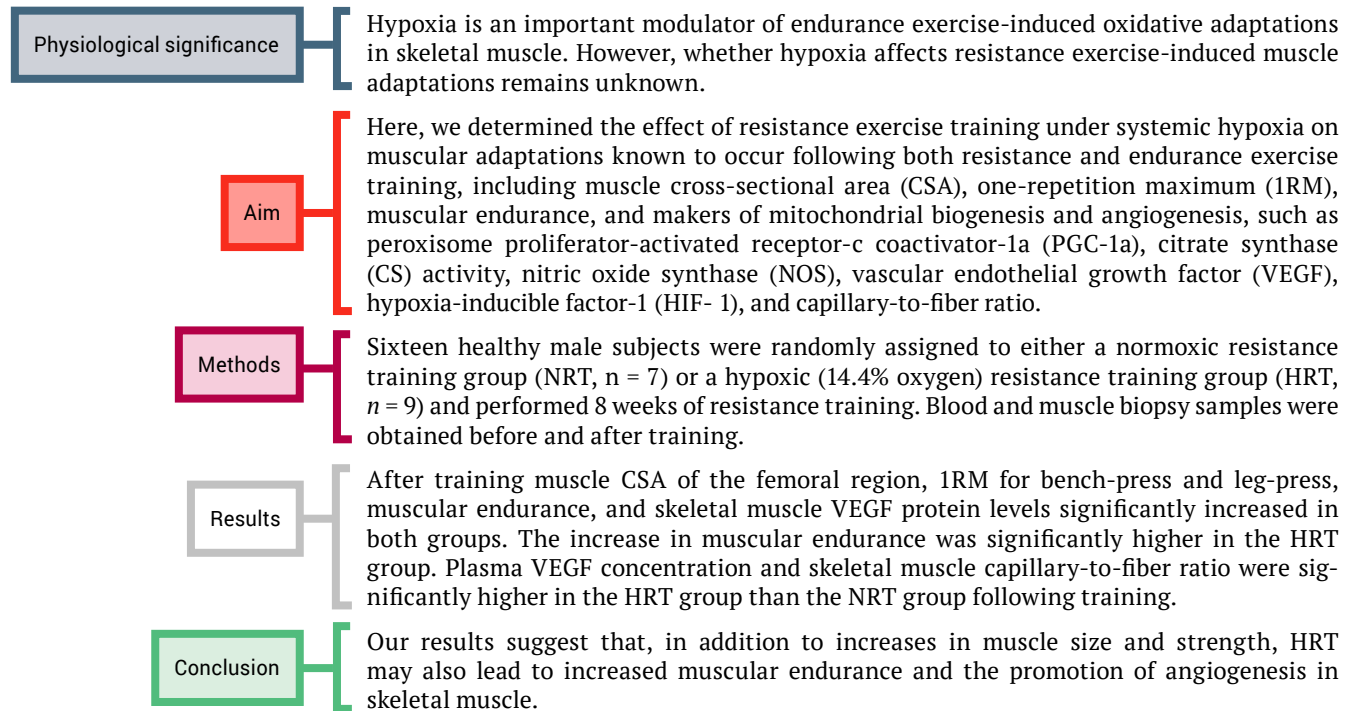 Physiological significance
Hypoxia is an important modulator of endurance exercise-induced oxidative adaptations
in skeletal muscle. However, whether hypoxia affects resistance exercise-induced muscle
adaptations remains unknown.
Aim
Here, we determined the effect of resistance exercise training under systemic hypoxia on
muscular adaptations known to occur following both resistance and endurance exercise
training, including muscle cross-sectional area (CSA), one-repetition maximum (1RM),
muscular endurance, and makers of mitochondrial biogenesis and angiogenesis, such as
peroxisome proliferator-activated receptor-c coactivator-1a (PGC-1a), citrate synthase
(CS) activity, nitric oxide synthase (NOS), vascular endothelial growth factor (VEGF),
hypoxia-inducible factor-1 (HIF- 1), and capillary-to-fiber ratio.
Methods
Sixteen healthy male subjects were randomly assigned to either a normoxic resistance
training group (NRT, n = 7) or a hypoxic (14.4% oxygen) resistance training group (HRT,
n = 9) and performed 8 weeks of resistance training. Blood and muscle biopsy samples were
obtained before and after training.
Results
After training muscle CSA of the femoral region, 1RM for bench-press and leg-press,
muscular endurance, and skeletal muscle VEGF protein levels significantly increased in
both groups. The increase in muscular endurance was significantly higher in the HRT
group. Plasma VEGF concentration and skeletal muscle capillary-to-fiber ratio were sig-
nificantly higher in the HRT group than the NRT group following training.
Conclusion
Our results suggest that, in addition to increases in muscle size and strength, HRT
may also lead to increased muscular endurance and the promotion of angiogenesis in
skeletal muscle.